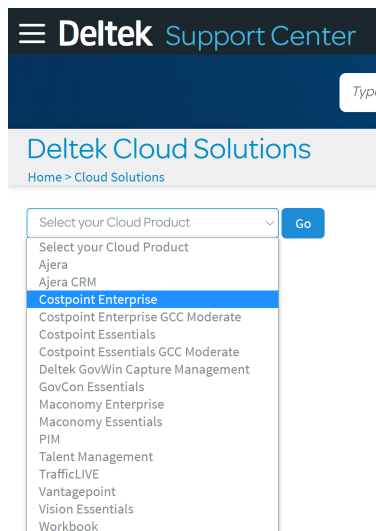 Deltek Support Center
Type
Deltek Cloud Solutions
Home > Cloud Solutions
Select your Cloud Product
Go
Select your Cloud Product
Ajera
Ajera CRM
Costpoint Enterprise
Costpoint Enterprise GCC Moderate
Costpoint Essentials
Costpoint Essentials GCC Moderate
Deltek GovWin Capture Management
GovCon Essentials
Maconomy Enterprise
Maconomy Essentials
PIM
Talent Management
TrafficLIVE
Vantagepoint
Vision Essentials
Workbook